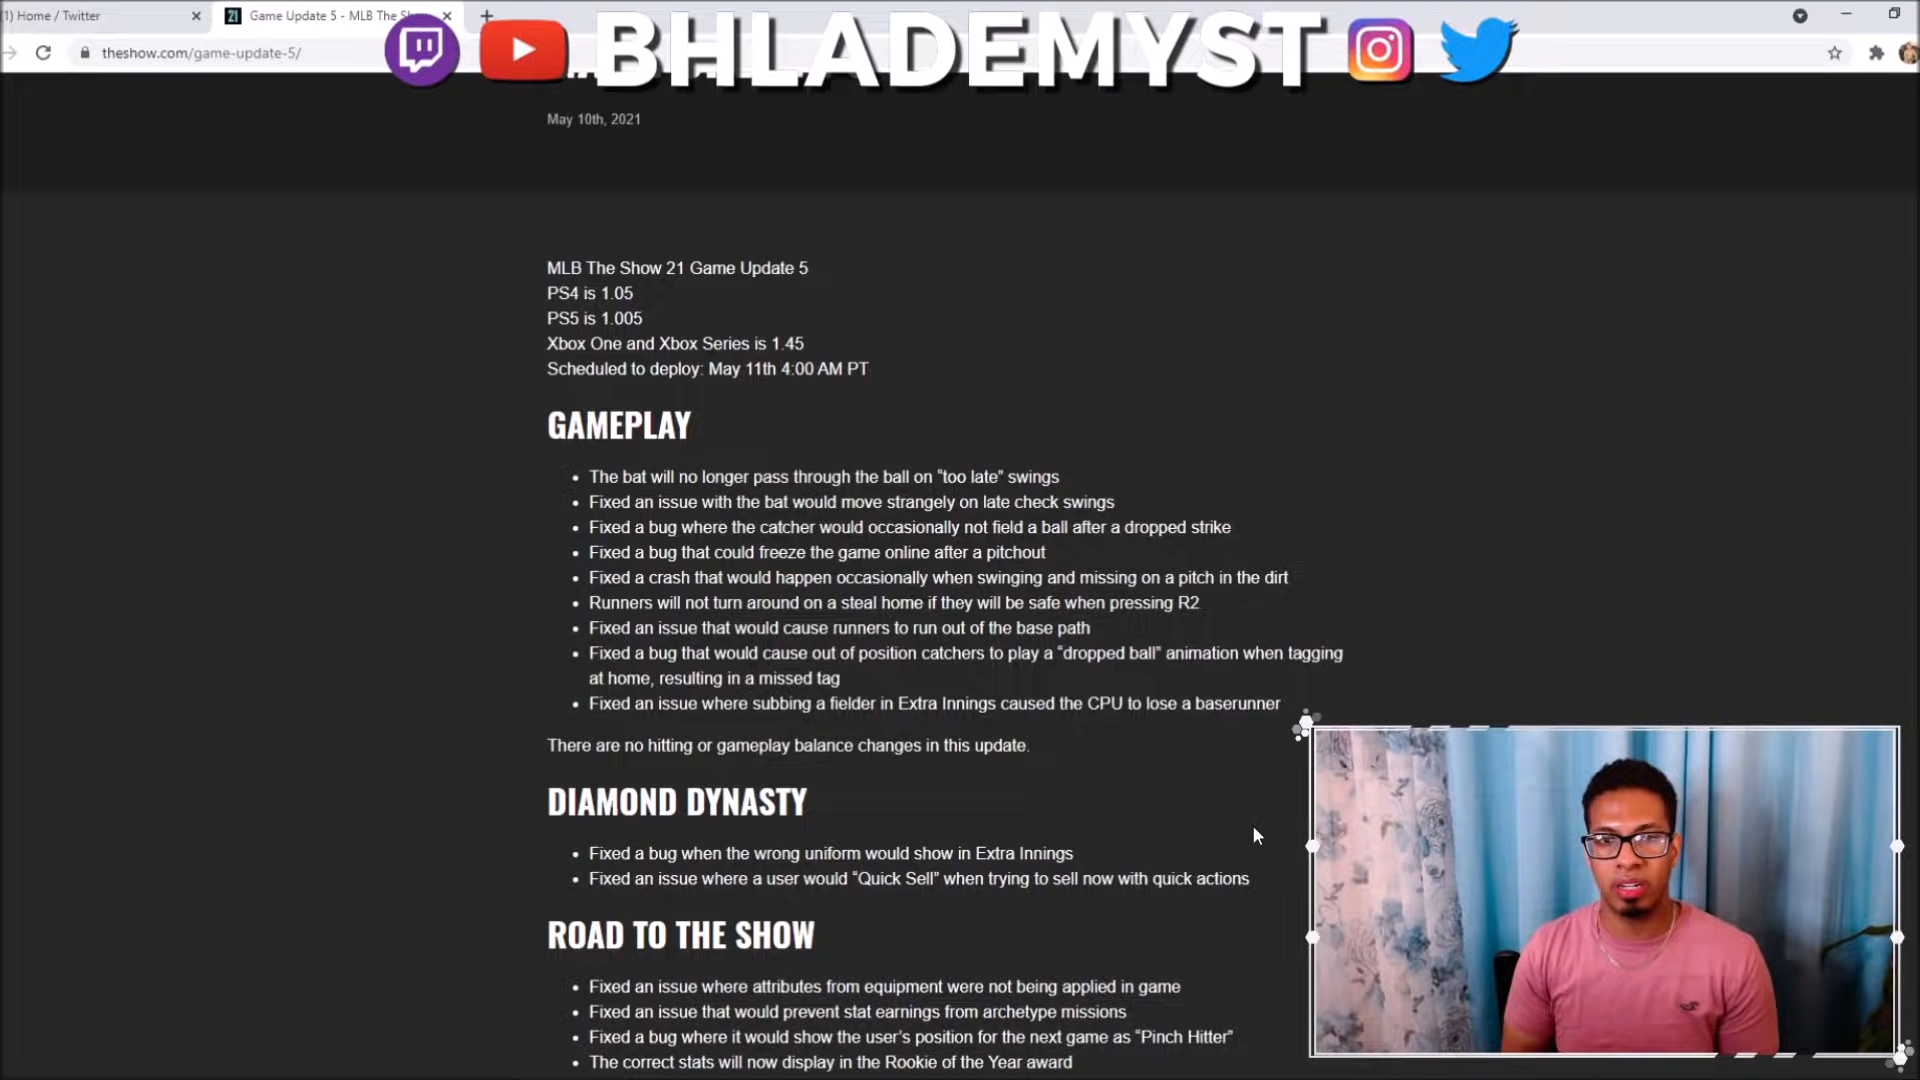 1) Home / Twitter
21 Game Update 5 - MLB The Sh
theshow.com/game-update-5/
BHLADEMYST
May 10th, 2021
MLB The Show 21 Game Update 5
PS4 is 1.05
PS5 is 1.005
Xbox One and Xbox Series is 1.45
Scheduled to deploy: May 11th 4:00 AM PT
GAMEPLAY
• The bat will no longer pass through the ball on “too late” swings
• Fixed an issue with the bat would move strangely on late check swings
• Fixed a bug where the catcher would occasionally not field a ball after a dropped strike
• Fixed a bug that could freeze the game online after a pitchout
• Fixed a crash that would happen occasionally when swinging and missing on a pitch in the dirt
• Runners will not turn around on a steal home if they will be safe when pressing R2
• Fixed an issue that would cause runners to run out of the base path
• Fixed a bug that would cause out of position catchers to play a “dropped ball” animation when tagging
at home, resulting in a missed tag
• Fixed an issue where subbing a fielder in Extra Innings caused the CPU to lose a baserunner
There are no hitting or gameplay balance changes in this update.
DIAMOND DYNASTY
• Fixed a bug when the wrong uniform would show in Extra Innings
• Fixed an issue where a user would “Quick Sell” when trying to sell now with quick actions
ROAD TO THE SHOW
• Fixed an issue where attributes from equipment were not being applied in game
• Fixed an issue that would prevent stat earnings from archetype missions
• Fixed a bug where it would show the user's position for the next game as “Pinch Hitter”
• The correct stats will now display in the Rookie of the Year award